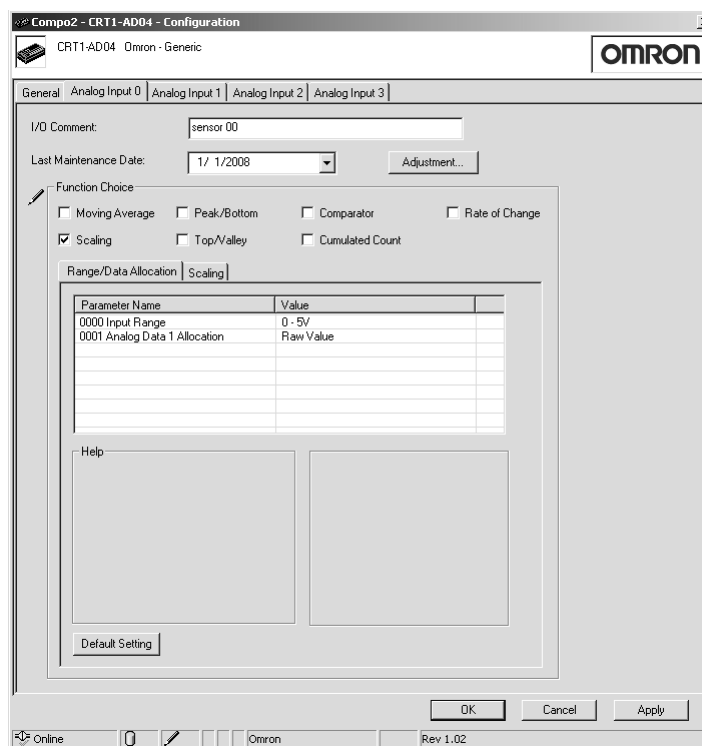 Compo2 - CRT1-AD04 - Configuration
CRT1-AD04 Omron - Generic
OMRON
General Analog Input 0 Analog Input 1 Analog Input 2 Analog Input 3
I/O Comment: sensor 00
Last Maintenance Date: 1/ 1/2008 Adjustment...
Function Choice
Moving Average Peak/Bottom Comparator Rate of Change
Scaling Top/Valley Cumulated Count
Range/Data Allocation Scaling
Parameter Name Value
0000 Input Range 0 - 5V
0001 Analog Data 1 Allocation Raw Value
Help
Default Setting
OK Cancel Apply
Online Omron Rev 1.02